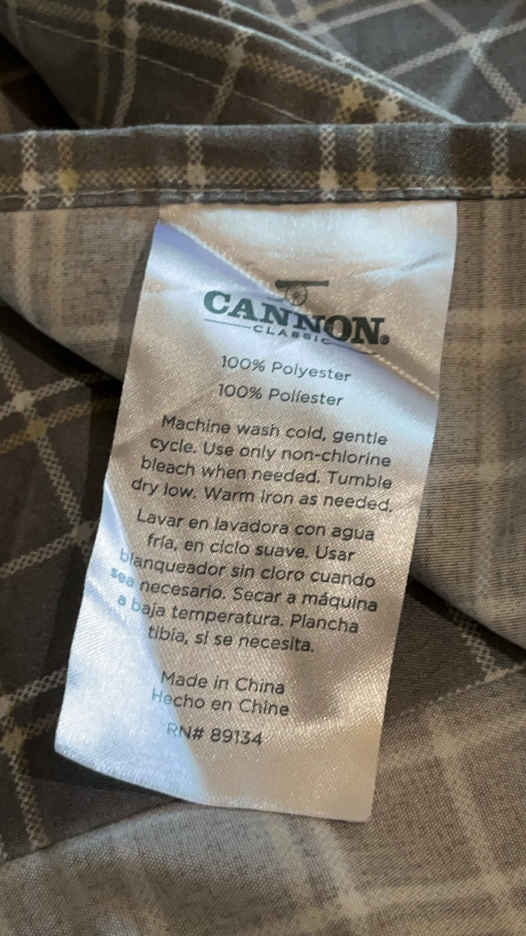 CANNON®
CLASSIC
100% Polyester
100% Poliester
Machine wash cold, gentle
cycle. Use only non-chlorine
bleach when needed. Tumble
dry low. Warm iron as needed.
Lavar en lavadora con agua
fría, en ciclo suave. Usar
blanqueador sin cloro cuando
sea necesario. Secar a máquina
a baja temperatura. Plancha
tibia, si se necesita.
Made in China
Hecho en Chine
RN# 89134